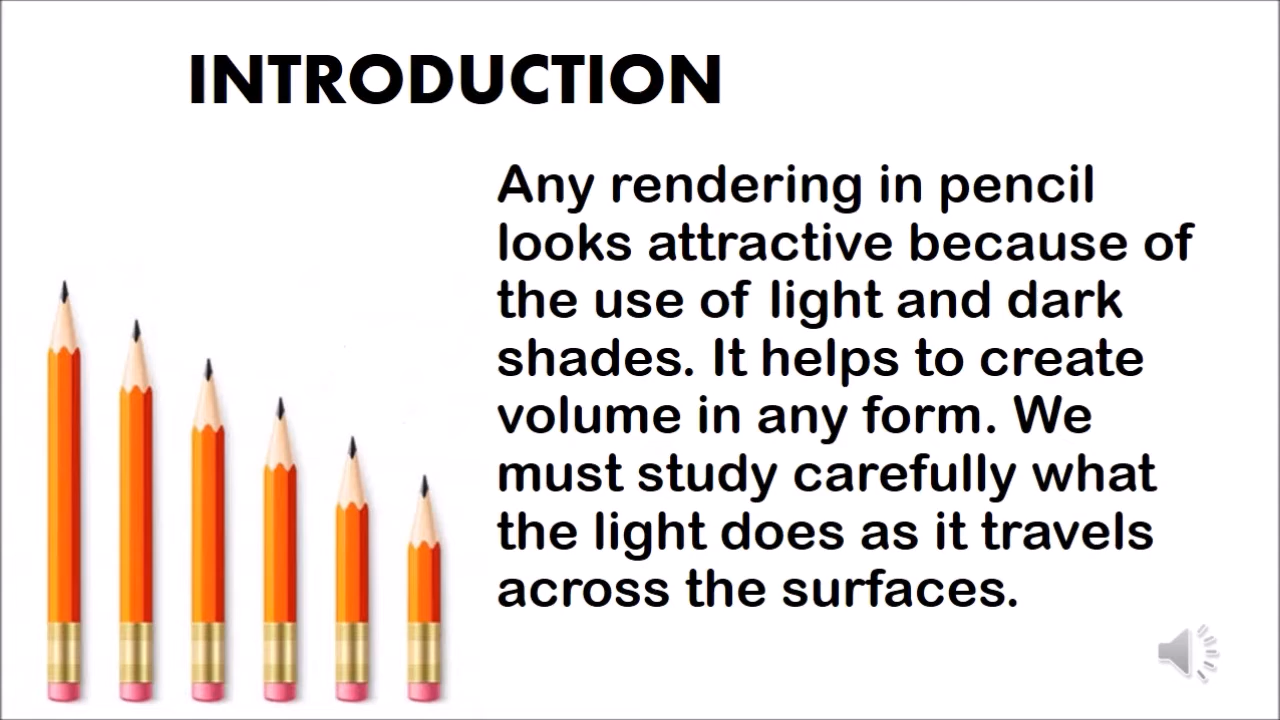 INTRODUCTION
Any rendering in pencil
looks attractive because of
the use of light and dark
shades. It helps to create
volume in any form. We
must study carefully what
the light does as it travels
across the surfaces.